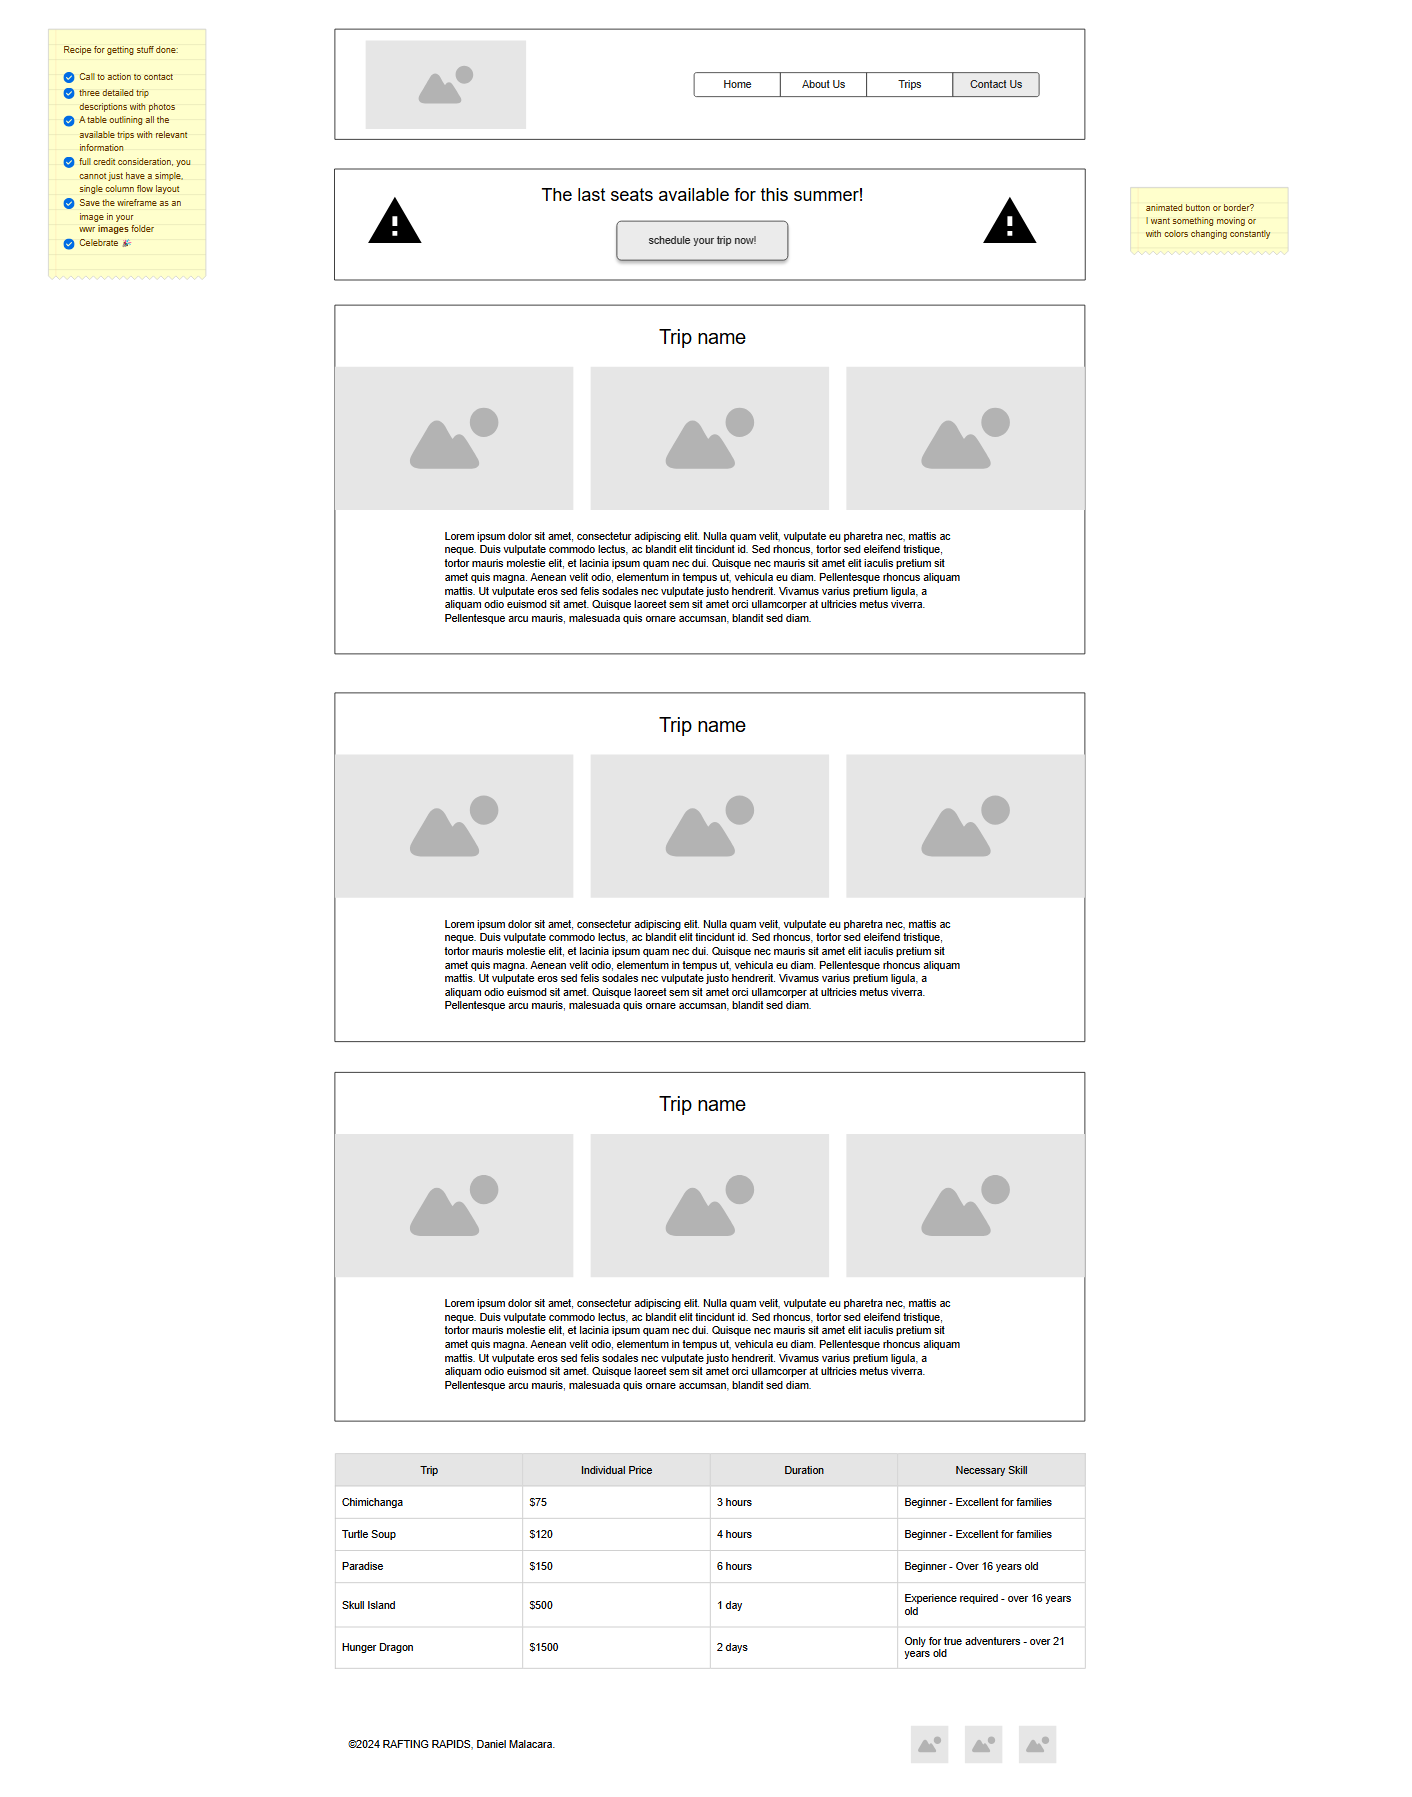 Recipe for getting stuff done:
Call to action to contact
three detailed trip
descriptions with photos
A table outlining all the
available trips with relevant
information
full credit consideration, you
cannot just have a simple,
single column flow layout
Save the wireframe as an
image in your
wwr images folder
Celebrate 🎉
Home
About Us
Trips
Contact Us
The last seats available for this summer!
schedule your trip now!
animated button or border?
I want something moving or
with colors changing constantly
Trip name
Lorem ipsum dolor sit amet, consectetur adipiscing elit. Nulla quam velit, vulputate eu pharetra nec, mattis ac
neque. Duis vulputate commodo lectus, ac blandit elit tincidunt id. Sed rhoncus, tortor sed eleifend tristique,
tortor mauris molestie elit, et lacinia ipsum quam nec dui. Quisque nec mauris sit amet elit iaculis pretium sit
amet quis magna. Aenean velit odio, elementum in tempus ut, vehicula eu diam. Pellentesque rhoncus aliquam
mattis. Ut vulputate eros sed felis sodales nec vulputate justo hendrerit. Vivamus varius pretium ligula, a
aliquam odio euismod sit amet. Quisque laoreet sem sit amet orci ullamcorper at ultricies metus viverra.
Pellentesque arcu mauris, malesuada quis ornare accumsan, blandit sed diam.
Trip name
Lorem ipsum dolor sit amet, consectetur adipiscing elit. Nulla quam velit, vulputate eu pharetra nec, mattis ac
neque. Duis vulputate commodo lectus, ac blandit elit tincidunt id. Sed rhoncus, tortor sed eleifend tristique,
tortor mauris molestie elit, et lacinia ipsum quam nec dui. Quisque nec mauris sit amet elit iaculis pretium sit
amet quis magna. Aenean velit odio, elementum in tempus ut, vehicula eu diam. Pellentesque rhoncus aliquam
mattis. Ut vulputate eros sed felis sodales nec vulputate justo hendrerit. Vivamus varius pretium ligula, a
aliquam odio euismod sit amet. Quisque laoreet sem sit amet orci ullamcorper at ultricies metus viverra.
Pellentesque arcu mauris, malesuada quis ornare accumsan, blandit sed diam.
Trip name
Lorem ipsum dolor sit amet, consectetur adipiscing elit. Nulla quam velit, vulputate eu pharetra nec, mattis ac
neque. Duis vulputate commodo lectus, ac blandit elit tincidunt id. Sed rhoncus, tortor sed eleifend tristique,
tortor mauris molestie elit, et lacinia ipsum quam nec dui. Quisque nec mauris sit amet elit iaculis pretium sit
amet quis magna. Aenean velit odio, elementum in tempus ut, vehicula eu diam. Pellentesque rhoncus aliquam
mattis. Ut vulputate eros sed felis sodales nec vulputate justo hendrerit. Vivamus varius pretium ligula, a
aliquam odio euismod sit amet. Quisque laoreet sem sit amet orci ullamcorper at ultricies metus viverra.
Pellentesque arcu mauris, malesuada quis ornare accumsan, blandit sed diam.
Trip Individual Price Duration Necessary Skill
Chimichanga $75 3 hours Beginner - Excellent for families
Turtle Soup $120 4 hours Beginner - Excellent for families
Paradise $150 6 hours Beginner - Over 16 years old
Skull Island $500 1 day Experience required - over 16 years
old
Hunger Dragon $1500 2 days Only for true adventurers - over 21
years old
©2024 RAFTING RAPIDS, Daniel Malacara.